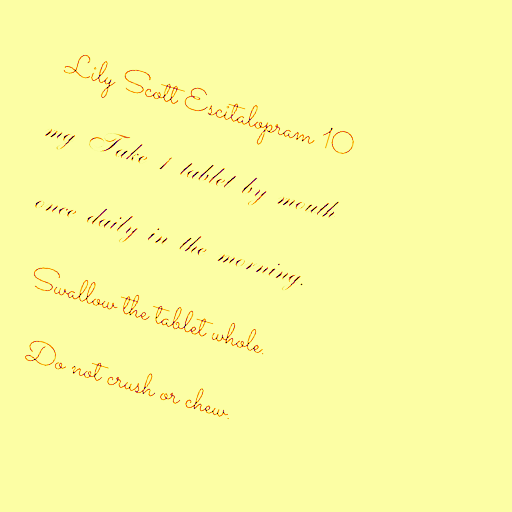 Lily Scott Escitalopram 10
mg Take 1 tablet by mouth
once daily in the morning.
Swallow the tablet whole.
Do not crush or chew.